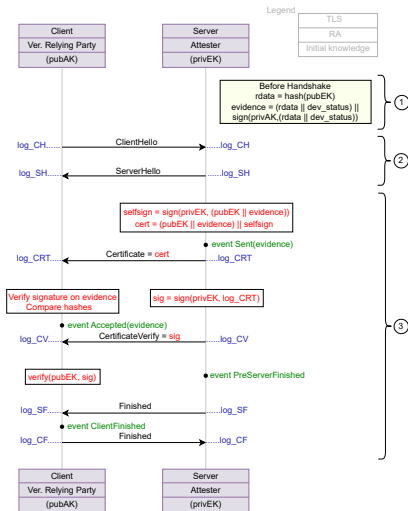 Legend
TLS
RA
Initial knowledge
Client
Ver. Relying Party
(pubAK)
Server
Attester
(privEK)
Before Handshake
rdata = hash(pubEK)
evidence = (rdata || dev_status) ||
sign(privAK,(rdata || dev_status))
1
log_CH
ClientHello
log_CH
2
log_SH
ServerHello
log_SH
selfsign = sign(privEK, (pubEK || evidence))
cert = (pubEK || evidence) || selfsign
event Sent(evidence)
log_CRT
Certificate = cert
log_CRT
Verify signature on evidence
Compare hashes
sig = sign(privEK, log_CRT)
3
event Accepted(evidence)
log_CV
CertificateVerify = sig
log_CV
verify(pubEK, sig)
event PreServerFinished
log_SF
Finished
log_SF
event ClientFinished
log_CF
Finished
log_CF
Client
Ver. Relying Party
(pubAK)
Server
Attester
(privEK)